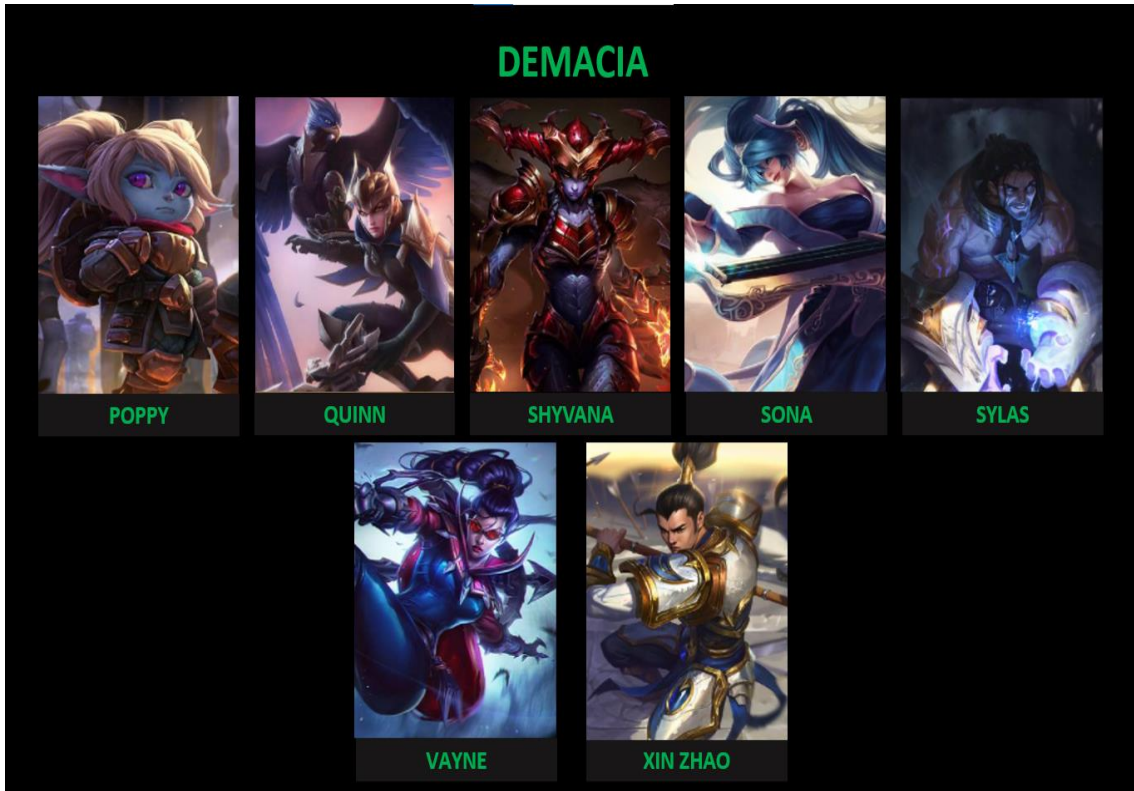 DEMACIA
POPPY
QUINN
SHYVANA
SONA
SYLAS
VAYNE
XIN ZHAO